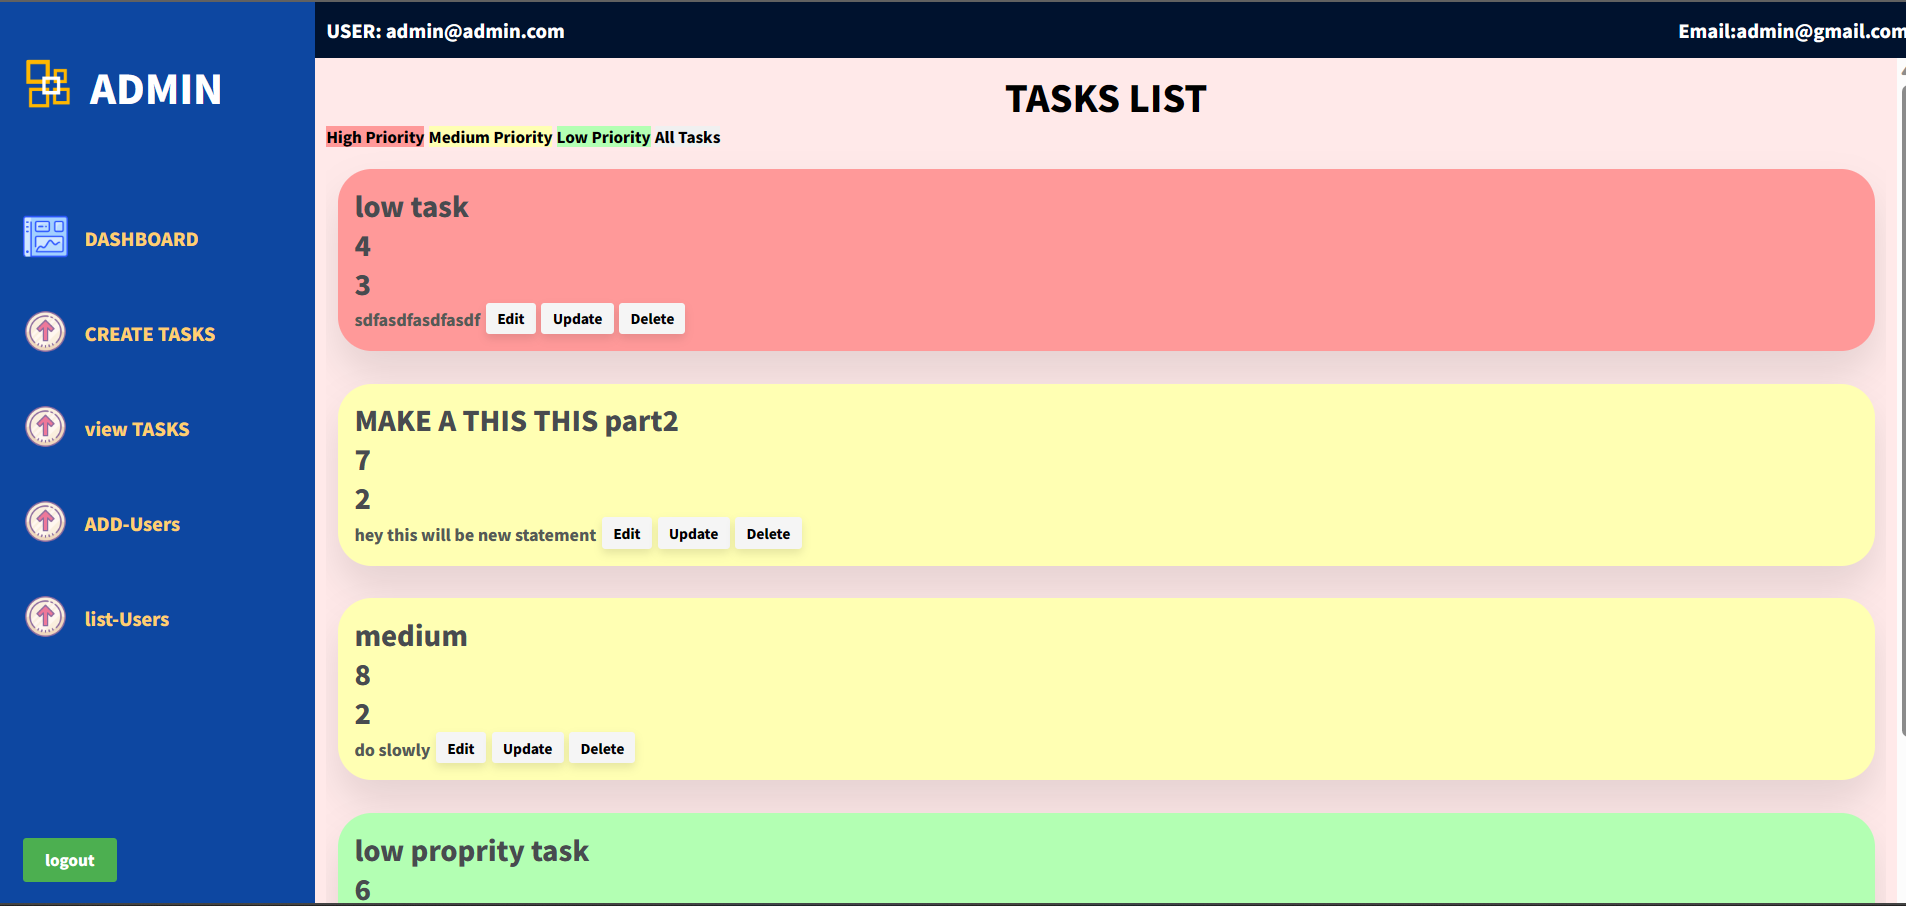 ADMIN
DASHBOARD
CREATE TASKS
view TASKS
ADD-Users
list-Users
logout
USER: admin@admin.com
Email:admin@gmail.com
TASKS LIST
High Priority Medium Priority Low Priority All Tasks
low task
4
3
sdfasdfasdfasdf Edit Update Delete
MAKE A THIS THIS part2
7
2
hey this will be new statement Edit Update Delete
medium
8
2
do slowly Edit Update Delete
low proprity task
6